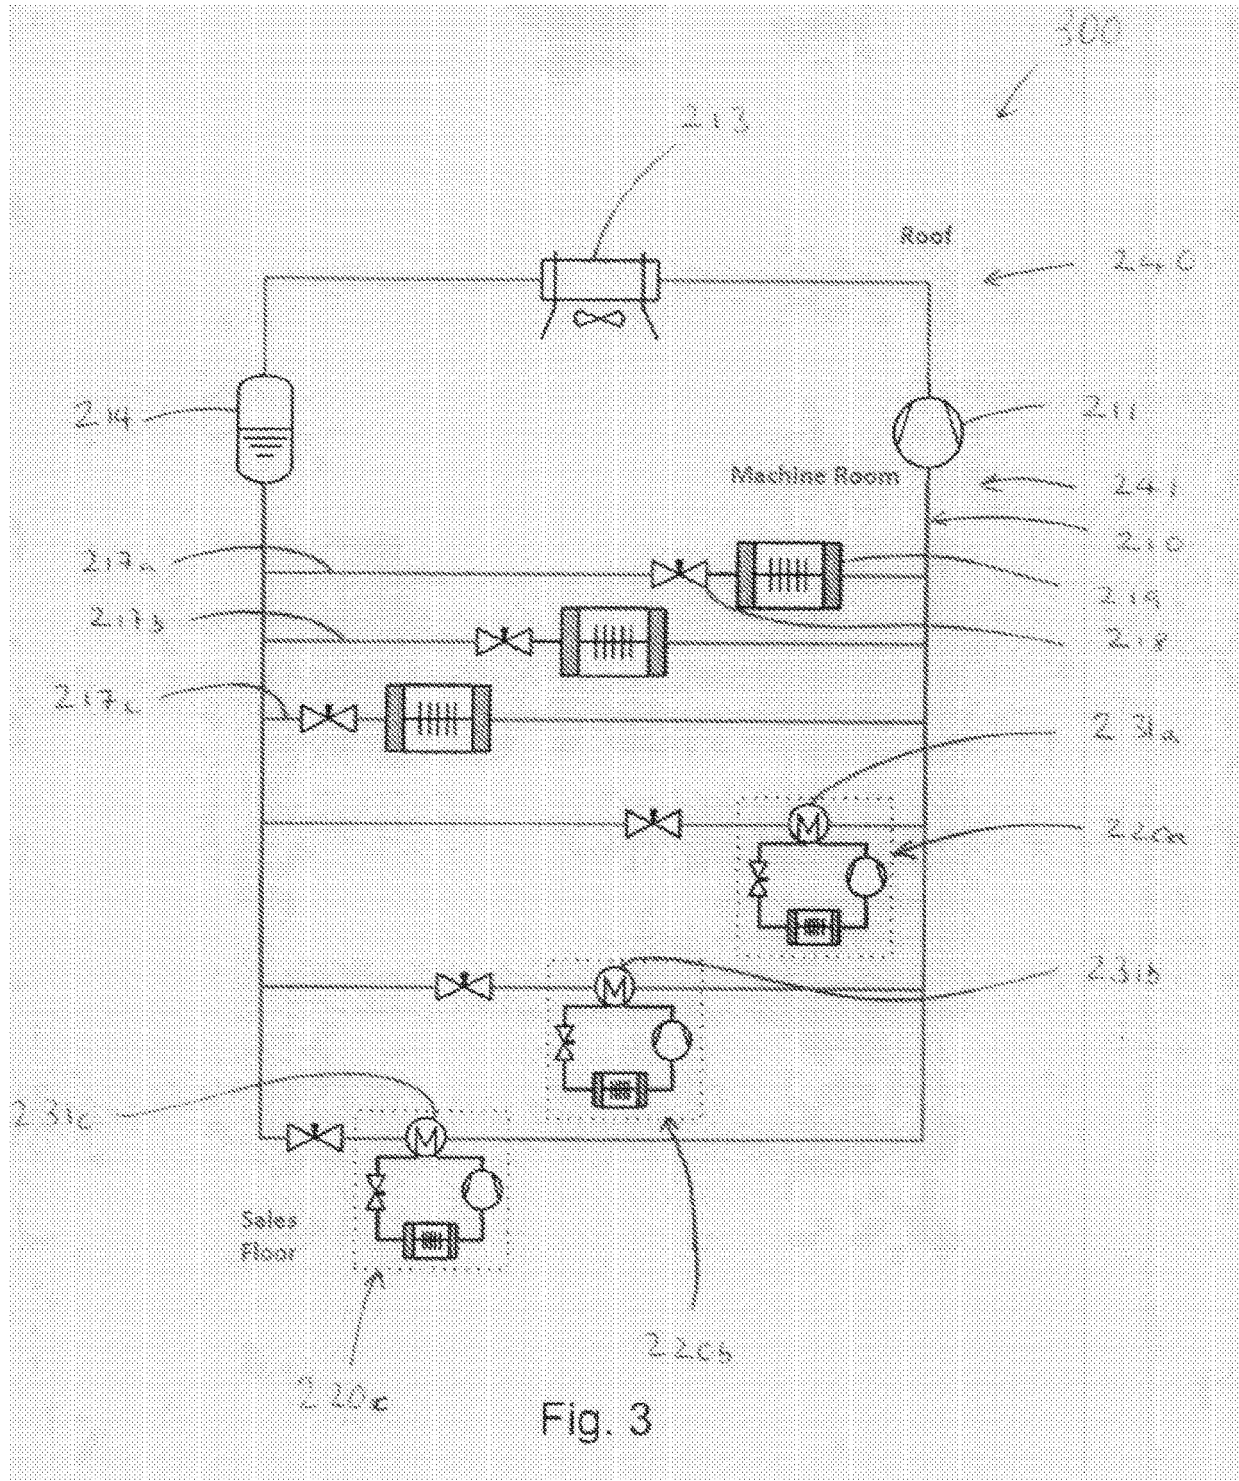 300
213
Roof
240
214
211
Machine Room
241
210
217a
219
217b
218
217c
231a
M
220a
231b
M
231c
M
Sales
Floor
220b
220c
Fig. 3